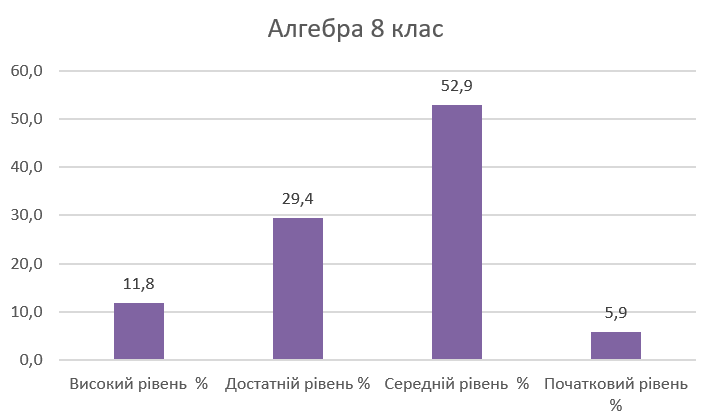 Алгебра 8 клас
60,0
50,0
40,0
30,0
20,0
10,0
0,0
11,8
29,4
52,9
5,9
Високий рівень %
Достатній рівень %
Середній рівень %
Початковий рівень
%